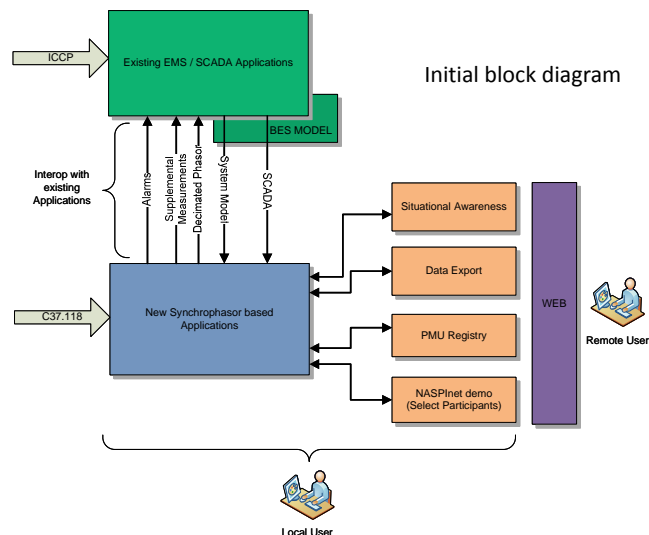 ICCP
Existing EMS / SCADA Applications
Initial block diagram
BES MODEL
Interop with
existing
Applications
Alarms
Supplemental
Measurements
Decimated Phasor
System Model
SCADA
Situational Awareness
Data Export
C37.118
New Synchrophasor based
Applications
WEB
Remote User
PMU Registry
NASPInet demo
(Select Participants)
Local User